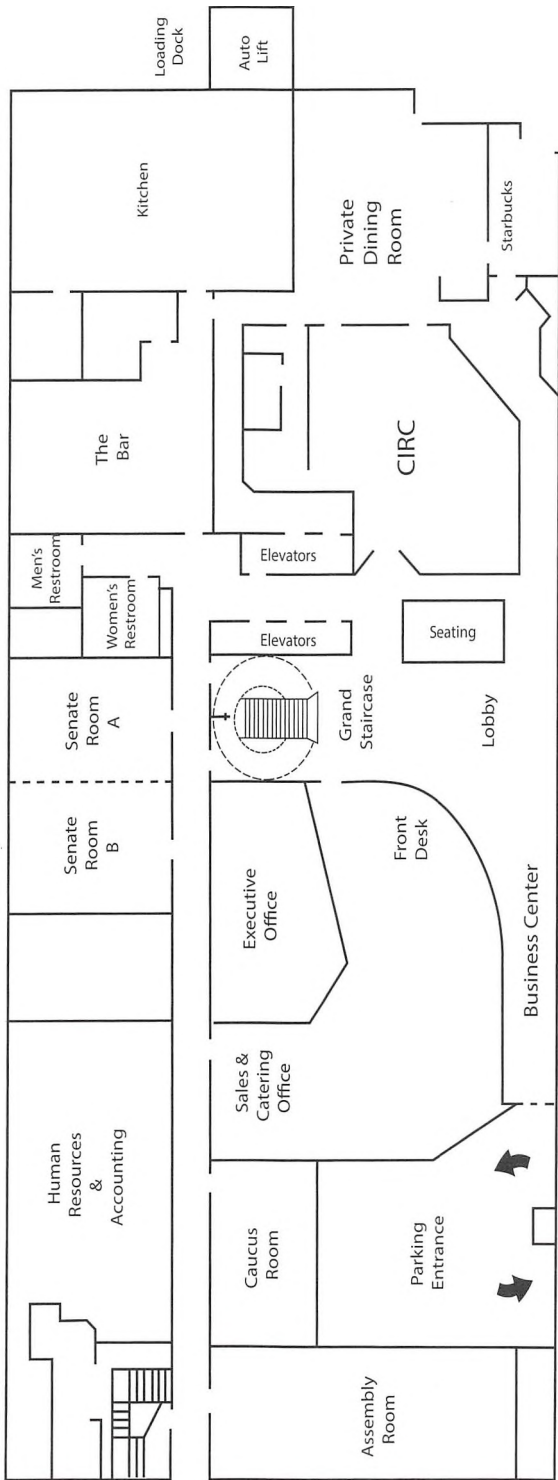 Loading
Dock
Auto
Lift
Kitchen
Private
Dining
Room
Starbucks
The
Bar
CIRC
Men's
Restroom
Women's
Restroom
Elevators
Elevators
Seating
Senate
Room
A
Grand
Staircase
Lobby
Senate
Room
B
Executive
Office
Front
Desk
Business Center
Human
Resources
&
Accounting
Sales &
Catering
Office
Caucus
Room
Parking
Entrance
Assembly
Room